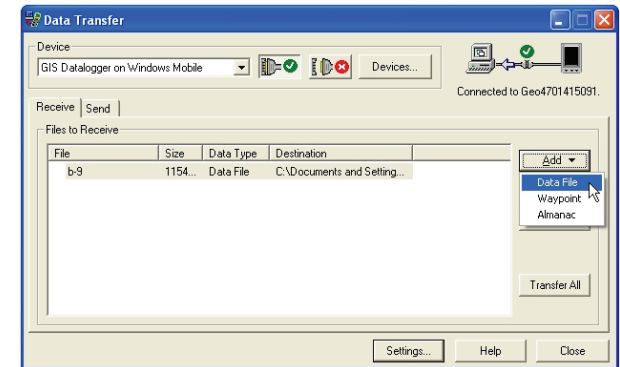 Data Transfer
Device
GIS Datalogger on Windows Mobile
Devices...
Connected to Geo4701415091.
Receive Send
Files to Receive
File Size Data Type Destination
Add
b-9 1154... Data File C:\Documents and Setting...
Data File
Waypoint
Almanac
Transfer All
Settings... Help Close